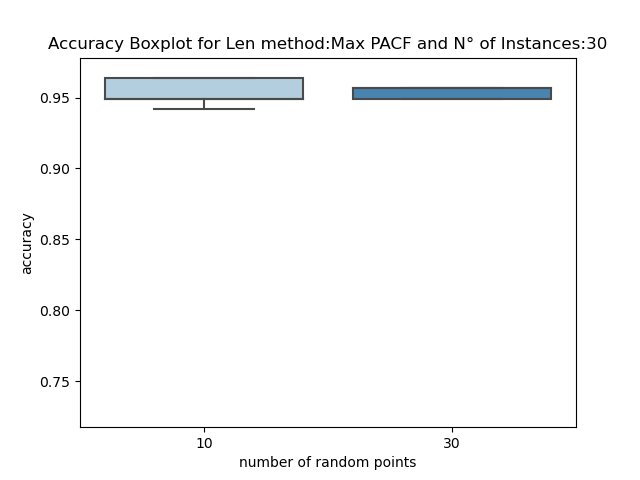 Accuracy Boxplot for Len method:Max PACF and N° of Instances:30
accuracy
0.95
0.90
0.85
0.80
0.75
10 30
number of random points